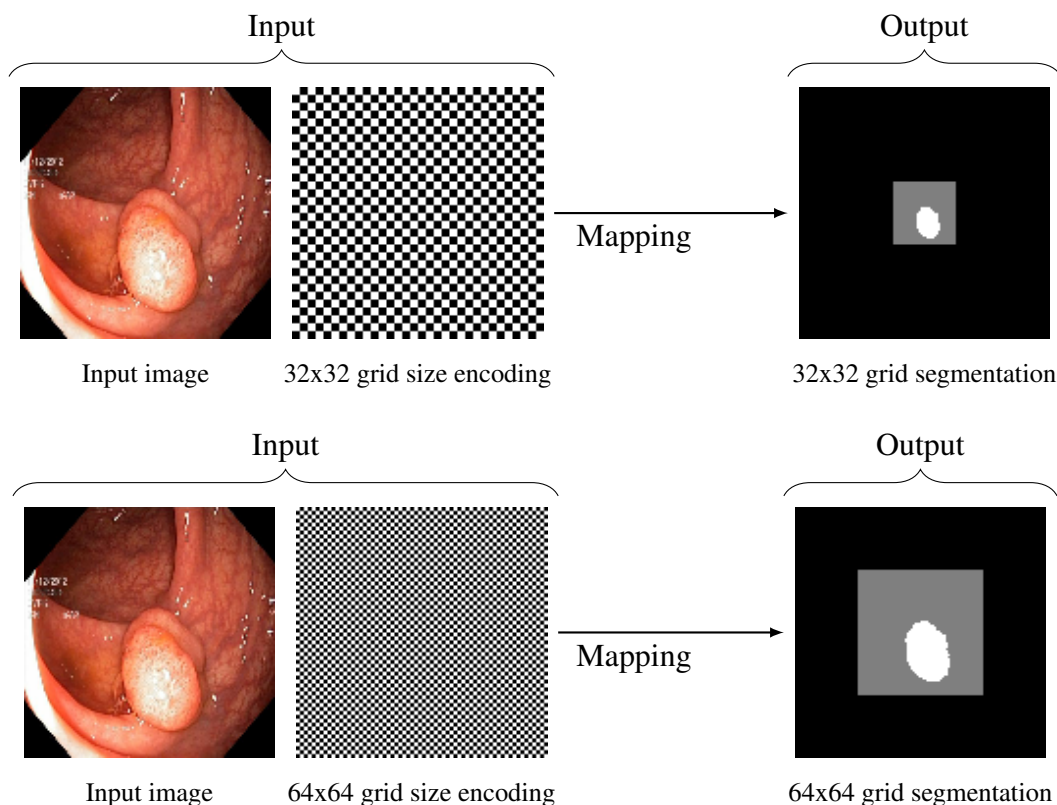 Input
Output
Mapping
Input image
32x32 grid size encoding
32x32 grid segmentation
Input
Output
Mapping
Input image
64x64 grid size encoding
64x64 grid segmentation